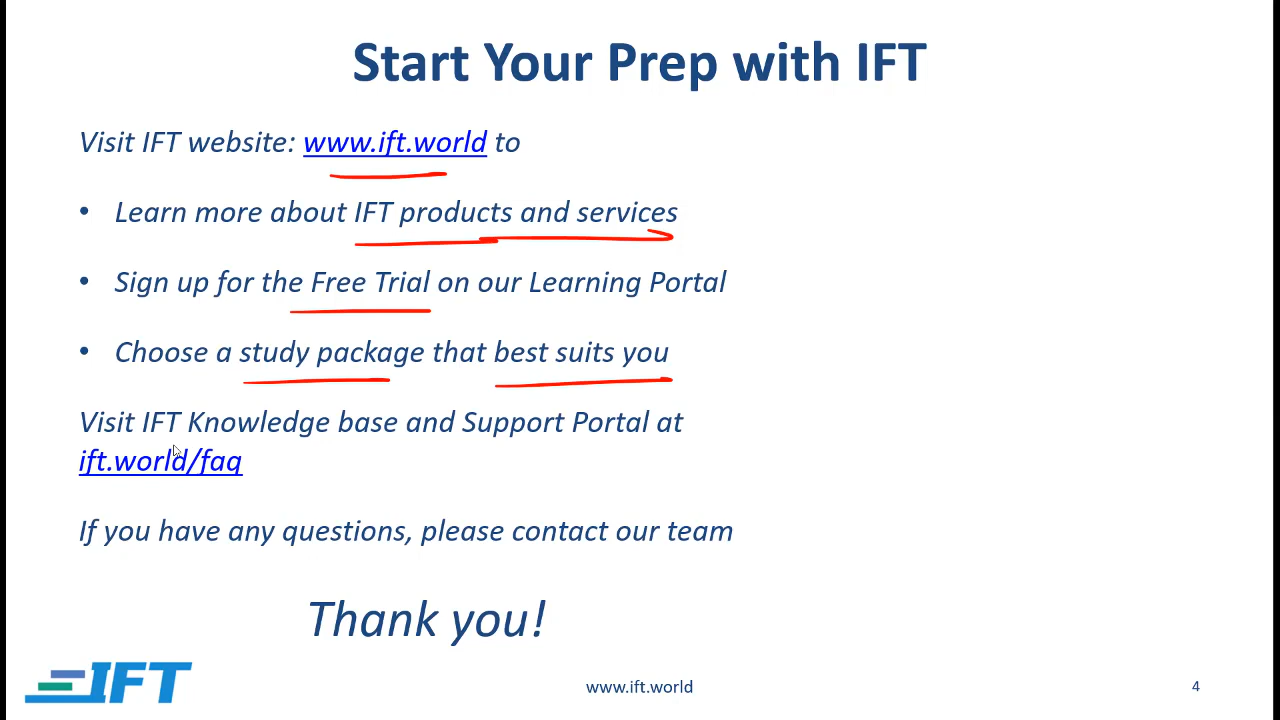 Start Your Prep with IFT
Visit IFT website: www.ift.world to
• Learn more about IFT products and services
• Sign up for the Free Trial on our Learning Portal
• Choose a study package that best suits you
Visit IFT Knowledge base and Support Portal at
ift.world/faq
If you have any questions, please contact our team
Thank you!
IFT
www.ift.world
4